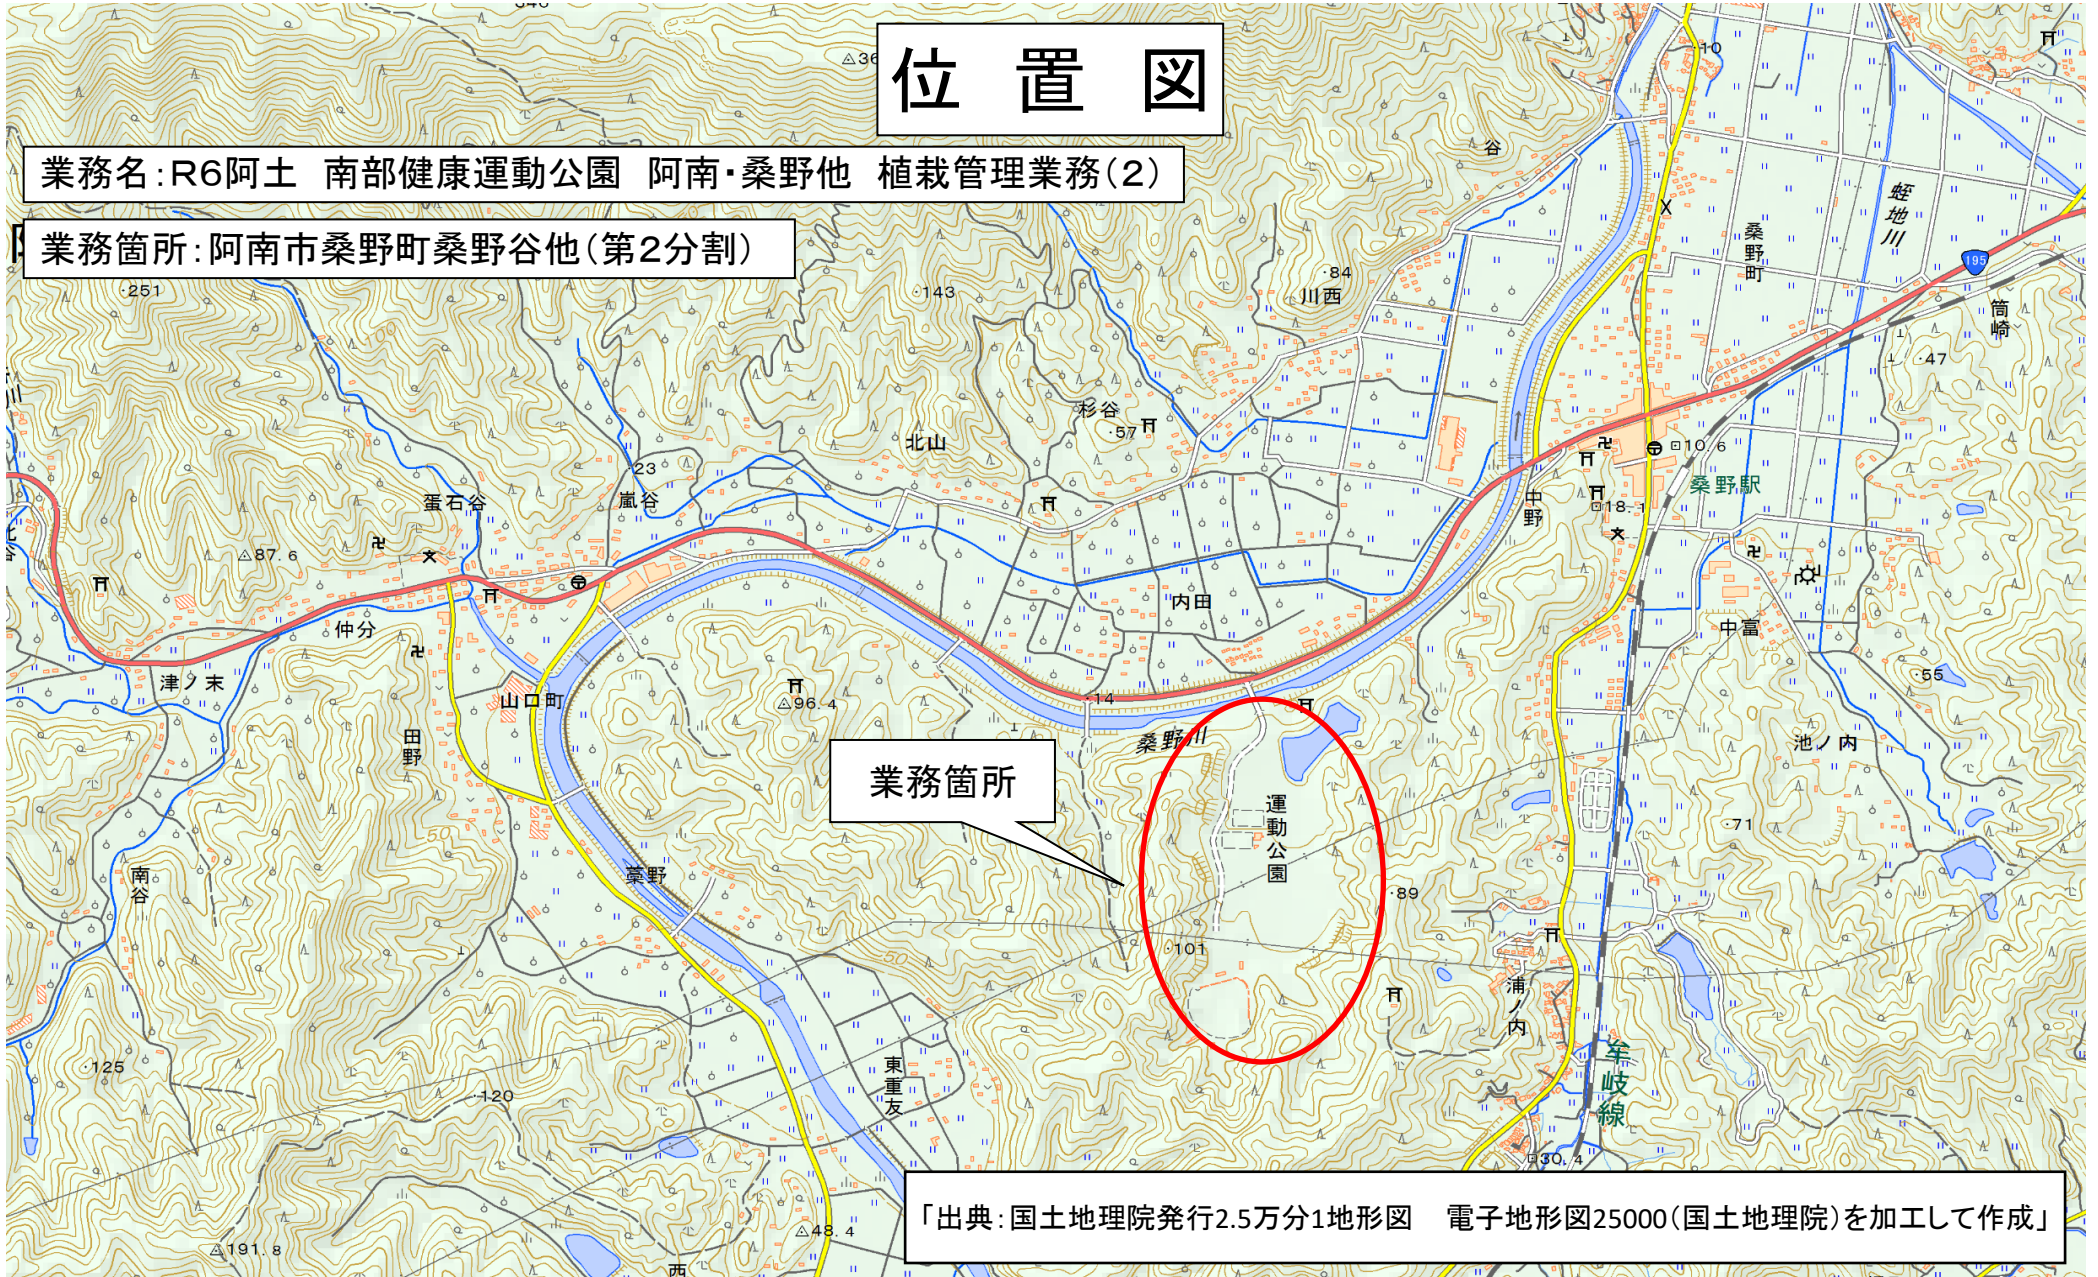 位 置 図
業務名：R6阿土 南部健康運動公園 阿南・桑野他 植栽管理業務（2）
業務箇所：阿南市桑野町桑野谷他（第2分割）
10
谷
蛭地川
桑野町
195
筒崎
251
143
84
川西
47
杉谷
57
北山
23
嵐谷
蛋石谷
10.6
桑野駅
中野
18.1
87.6
内田
仲分
中富
津ノ末
山口町
96.4
14
55
田野
桑野川
池ノ内
業務箇所
運動公園
71
南谷
藁野
50
89
101
50
浦ノ内
125
東重友
120
牟岐線
30.4
48.4
191.8
西
「出典：国土地理院発行2.5万分1地形図 電子地形図25000（国土地理院）を加工して作成」